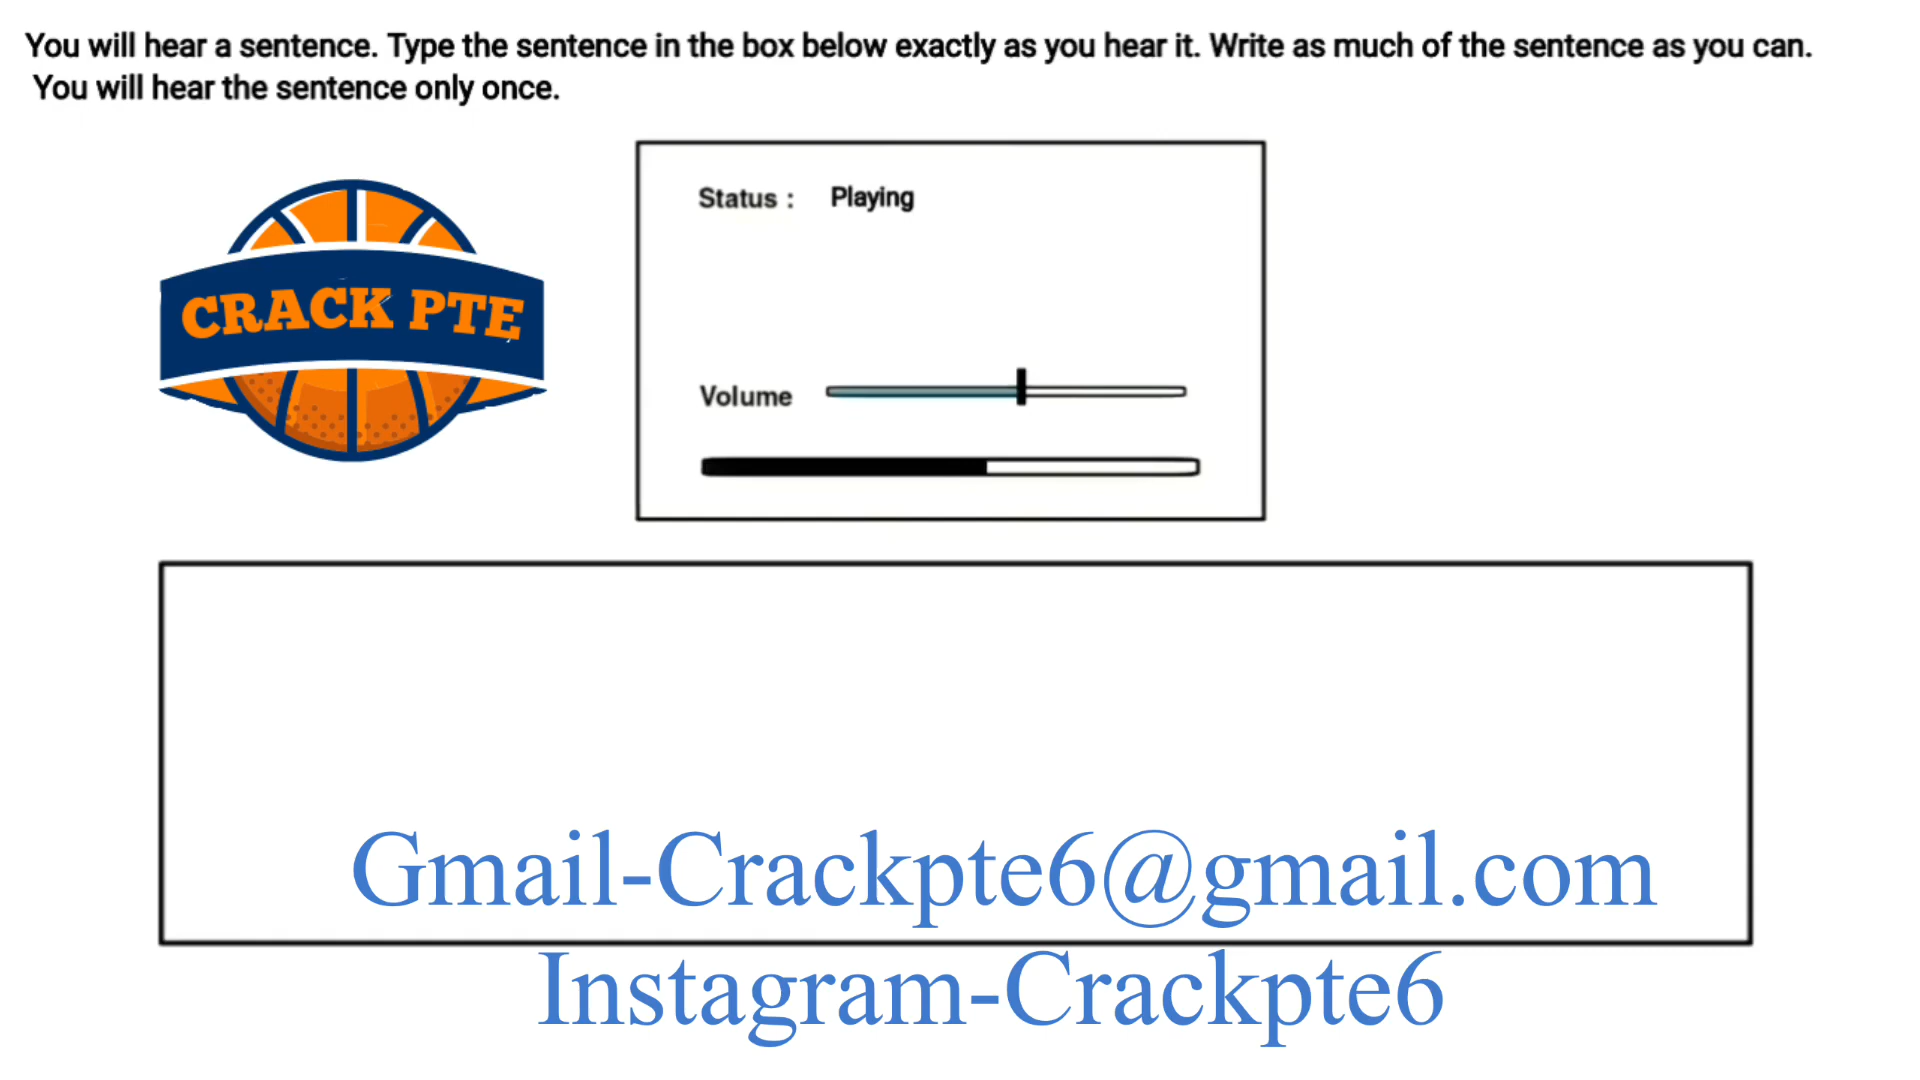 You will hear a sentence. Type the sentence in the box below exactly as you hear it. Write as much of the sentence as you can.
You will hear the sentence only once.
Status : Playing
CRACK PTE
Volume
Gmail-Crackpte6@gmail.com
Instagram-Crackpte6